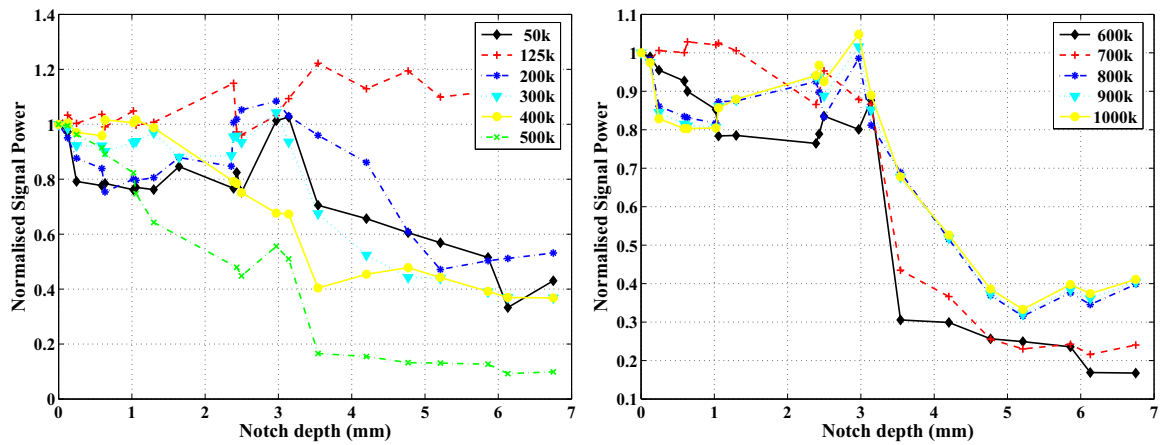 1.4
1.2
1
0.8
0.6
0.4
0.2
0
Normalised Signal Power
0 1 2 3 4 5 6 7
Notch depth (mm)
50k
125k
200k
300k
400k
500k
1.1
1
0.9
0.8
0.7
0.6
0.5
0.4
0.3
0.2
0.1
Normalised Signal Power
0 1 2 3 4 5 6 7
Notch depth (mm)
600k
700k
800k
900k
1000k